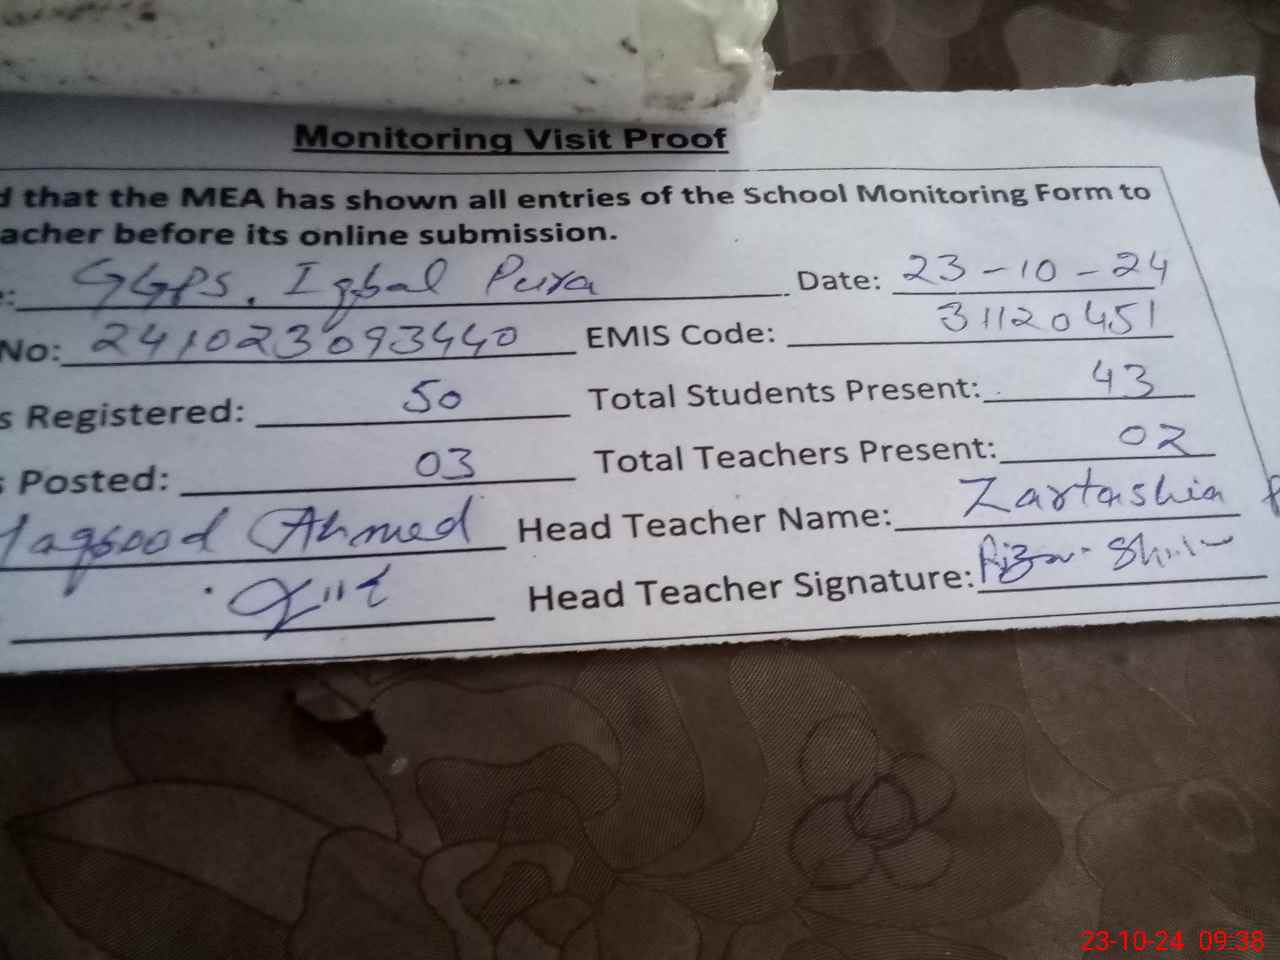 Monitoring Visit Proof
d that the MEA has shown all entries of the School Monitoring Form to
acher before its online submission.
e: GGPS, Iqbal Pura Date: 23-10-24
No: 241023093440 EMIS Code: 31120451
s Registered: 50 Total Students Present: 43
s Posted: 03 Total Teachers Present: 02
Maqsood Ahmed Head Teacher Name: Zartashia
Head Teacher Signature:
23-10-24 09:38